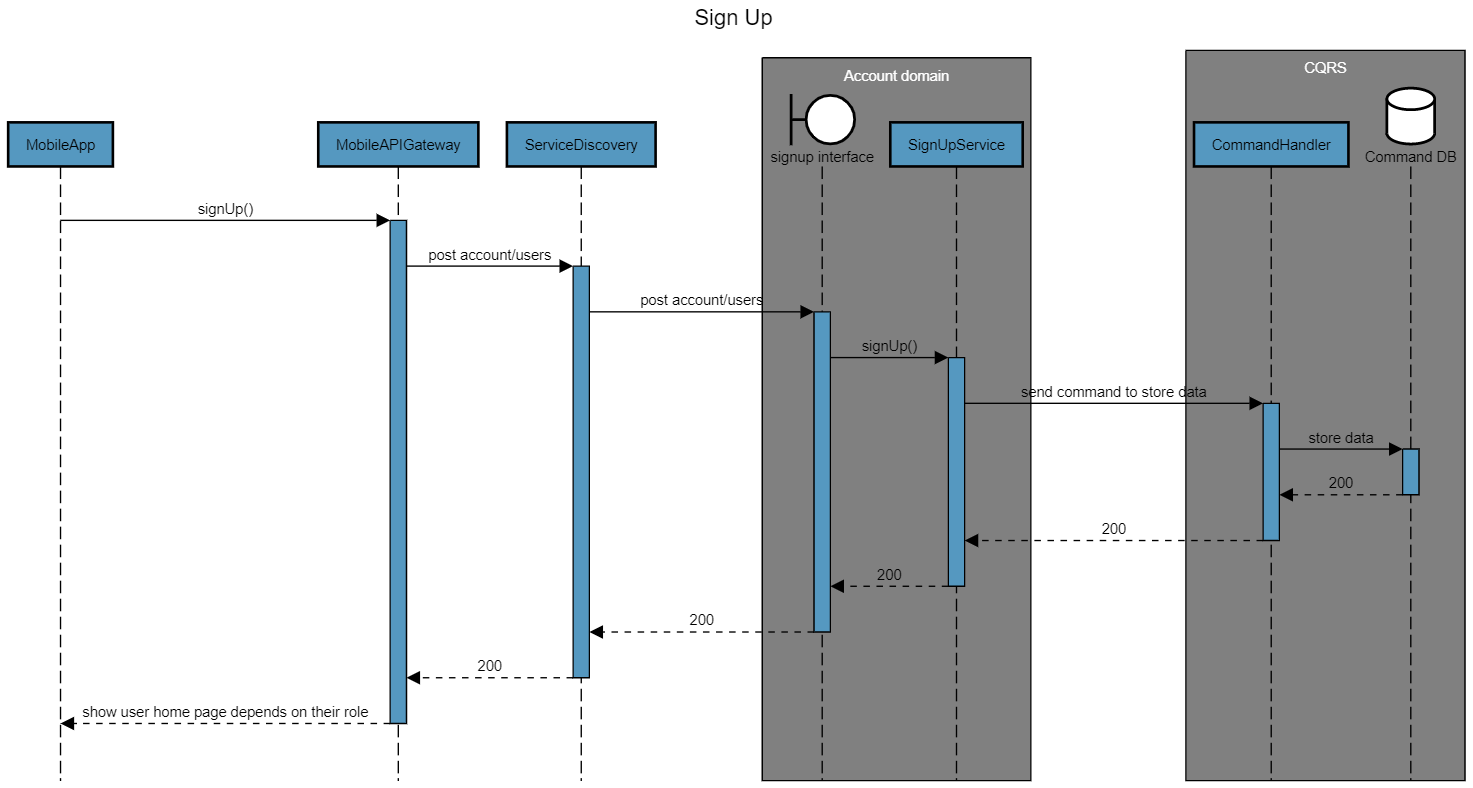 Sign Up
Account domain
CQRS
MobileApp
MobileAPIGateway
ServiceDiscovery
signup interface
SignUpService
CommandHandler
Command DB
signUp()
post account/users
post account/users
signUp()
send command to store data
store data
200
200
200
200
200
show user home page depends on their role